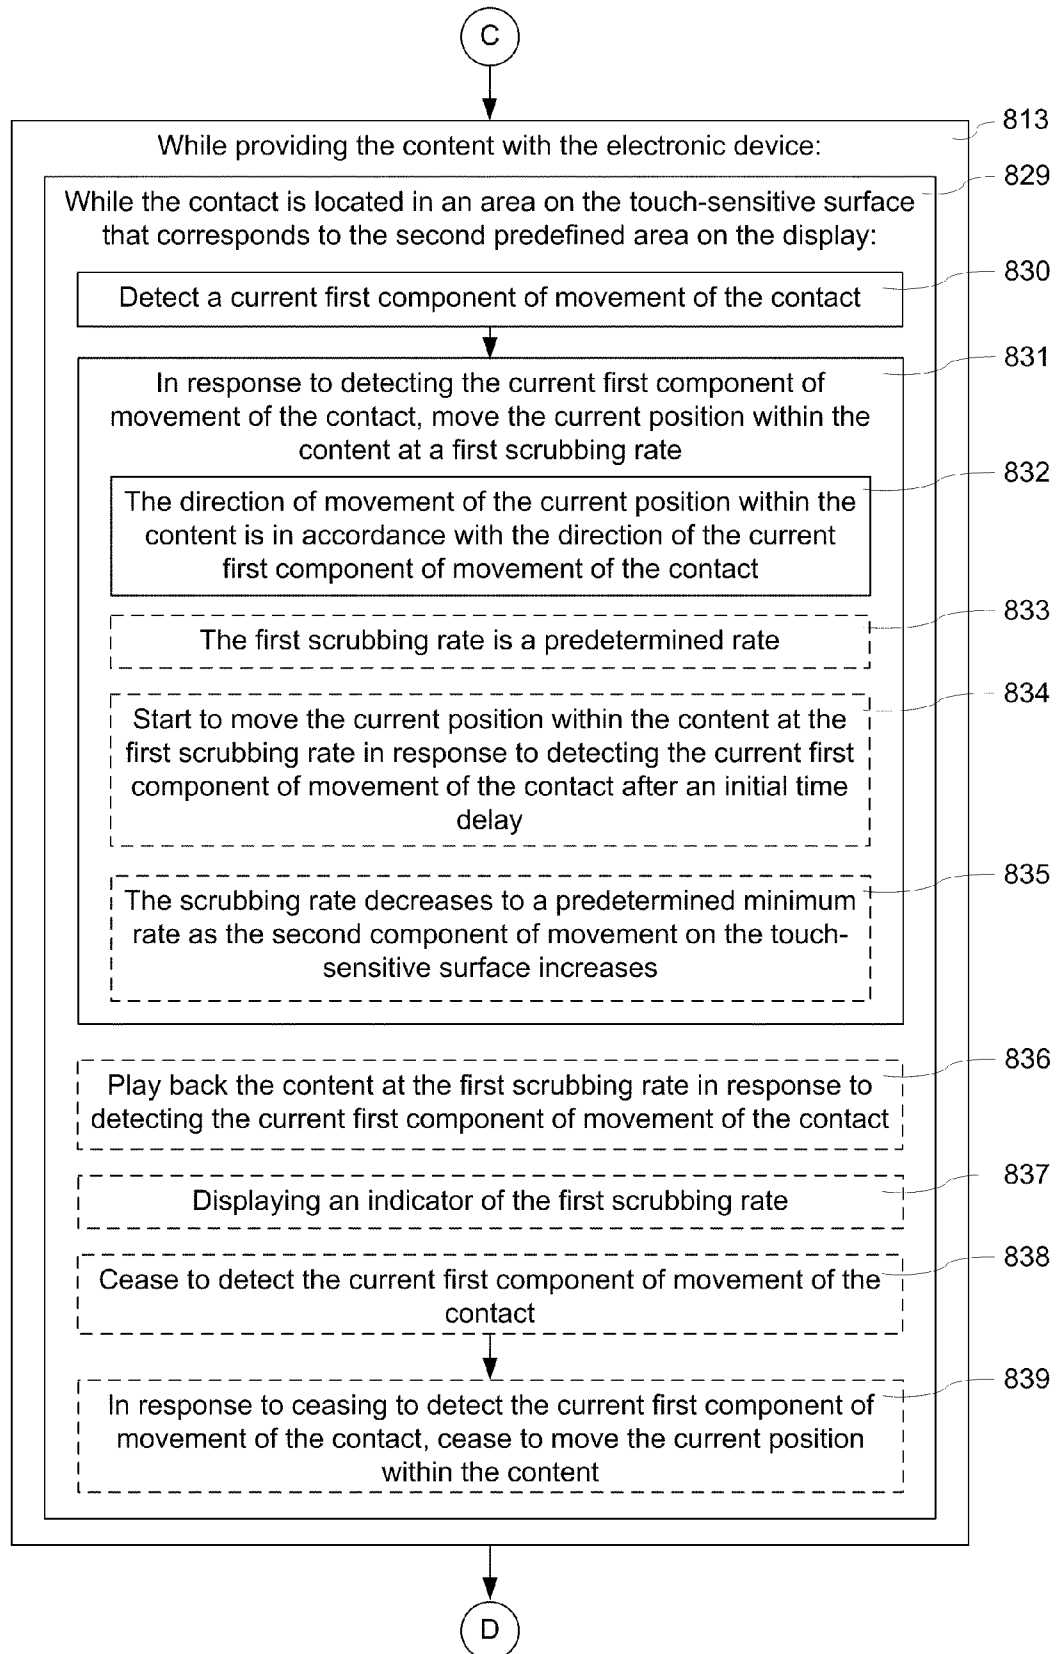 C
813
While providing the content with the electronic device:
829
While the contact is located in an area on the touch-sensitive surface
that corresponds to the second predefined area on the display:
830
Detect a current first component of movement of the contact
831
In response to detecting the current first component of
movement of the contact, move the current position within the
content at a first scrubbing rate
832
The direction of movement of the current position within the
content is in accordance with the direction of the current
first component of movement of the contact
833
The first scrubbing rate is a predetermined rate
834
Start to move the current position within the content at the
first scrubbing rate in response to detecting the current first
component of movement of the contact after an initial time
delay
835
The scrubbing rate decreases to a predetermined minimum
rate as the second component of movement on the touch-
sensitive surface increases
836
Play back the content at the first scrubbing rate in response to
detecting the current first component of movement of the contact
837
Displaying an indicator of the first scrubbing rate
838
Cease to detect the current first component of movement of the
contact
839
In response to ceasing to detect the current first component of
movement of the contact, cease to move the current position
within the content
D